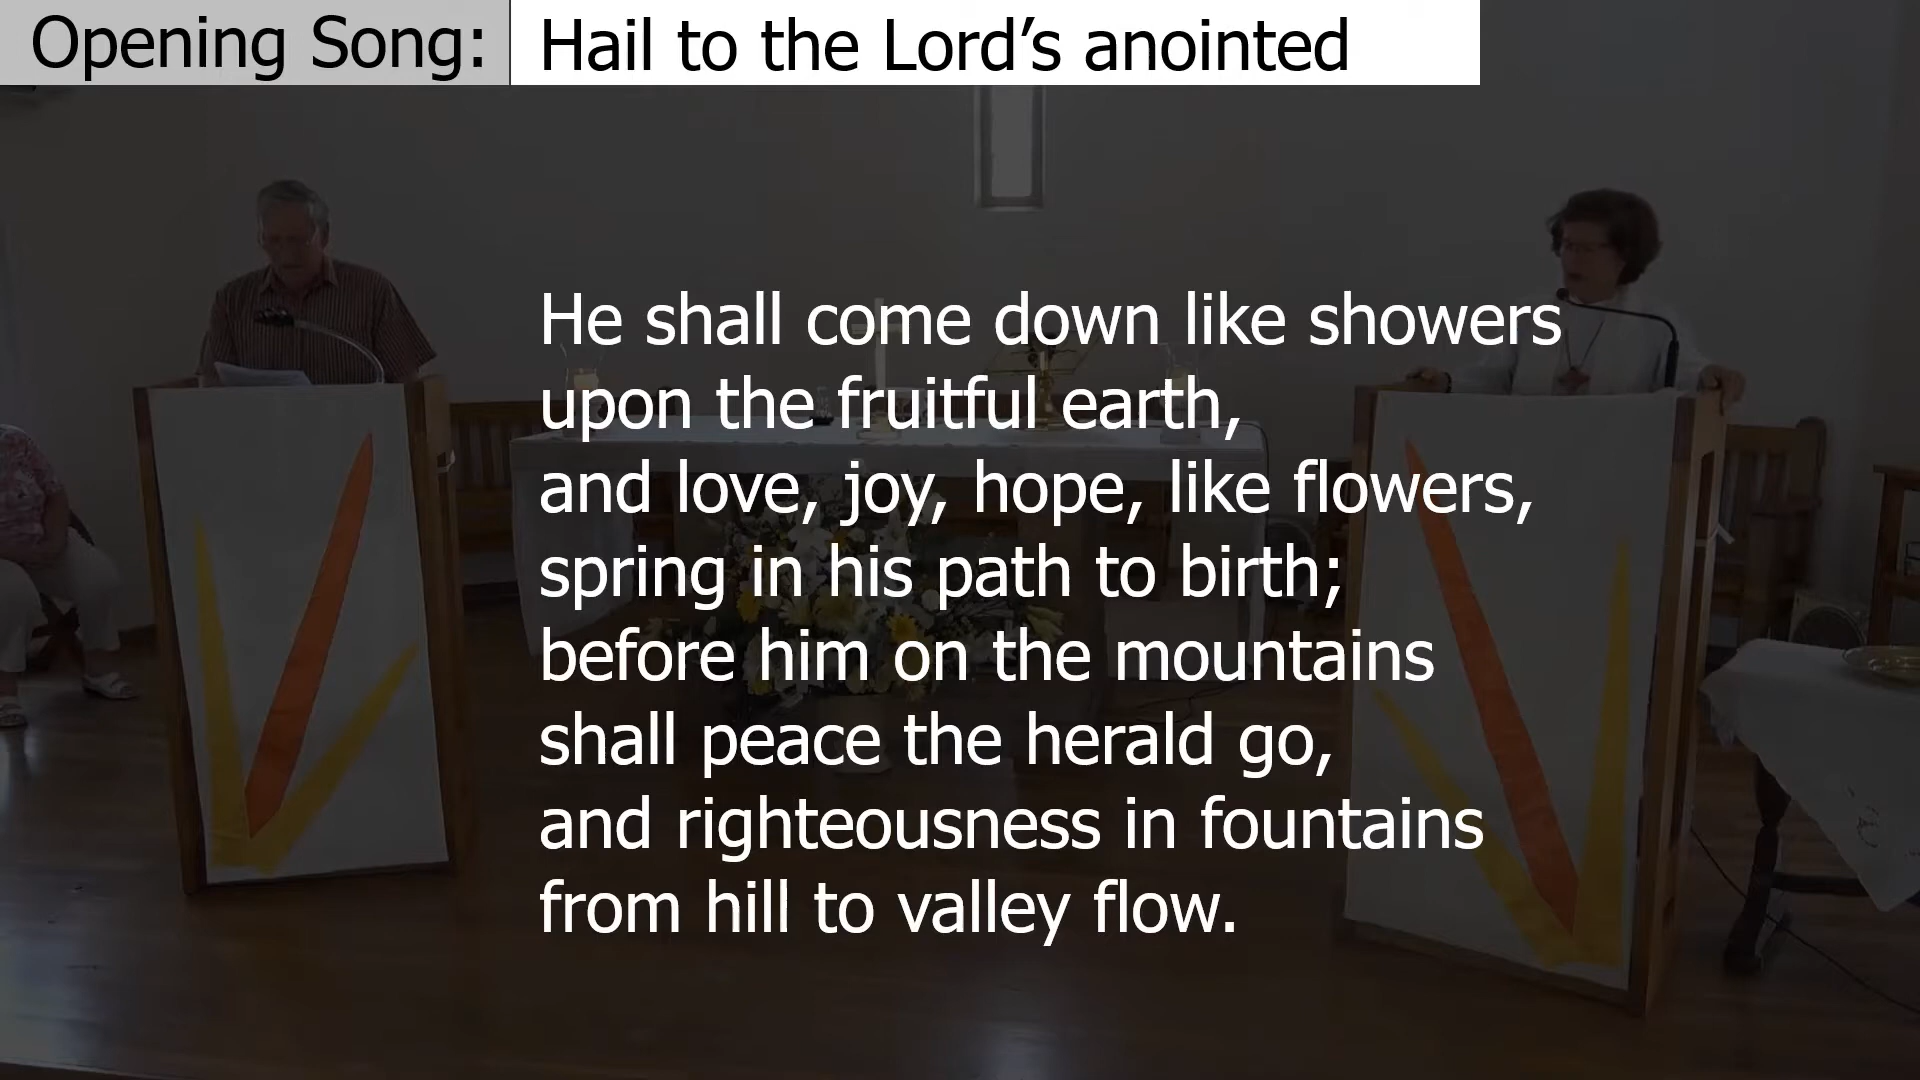 Opening Song: Hail to the Lord’s anointed
He shall come down like showers
upon the fruitful earth,
and love, joy, hope, like flowers,
spring in his path to birth;
before him on the mountains
shall peace the herald go,
and righteousness in fountains
from hill to valley flow.